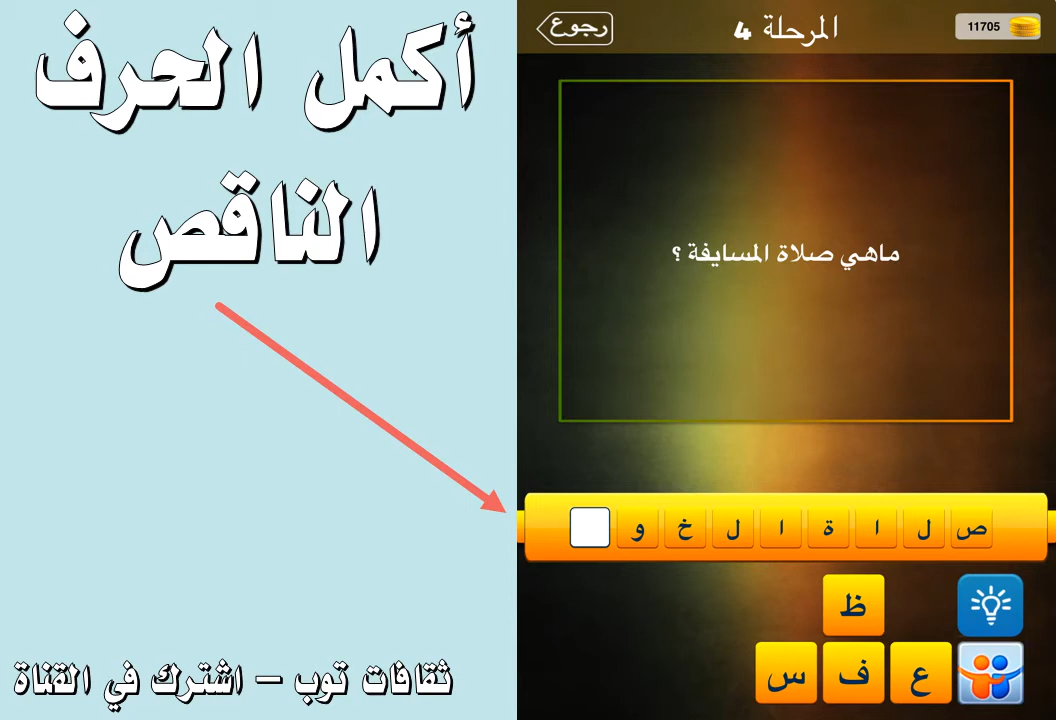 أكمل الحرف
الناقص
ثقافات توب – اشترك في القناة
رجوع
المرحلة 4
11705
ماهي صلاة المسايفة ؟
ص ل ا ة ا ل خ و
ظ
ع ف س